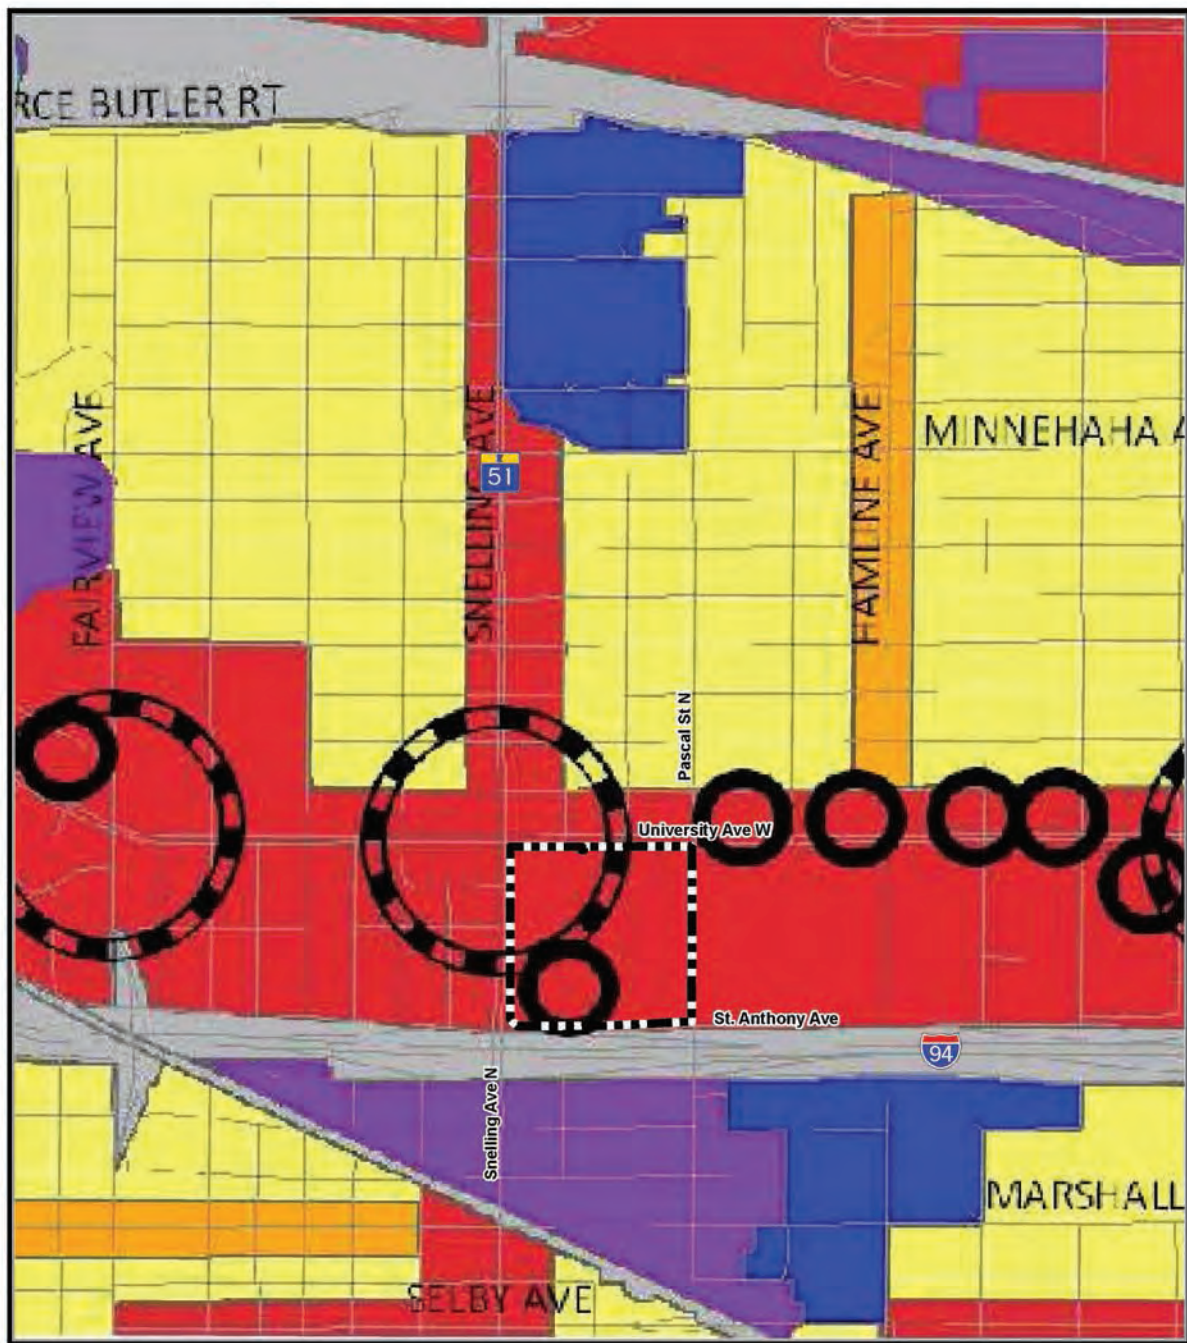 RCE BUTLER RT
FAIRVIEW AVE
SNELLING AVE
51
HAMLINE AVE
MINNEHAHA A
Pascal St N
University Ave W
St. Anthony Ave
94
Snelling Ave N
MARSHALL
SELBY AVE